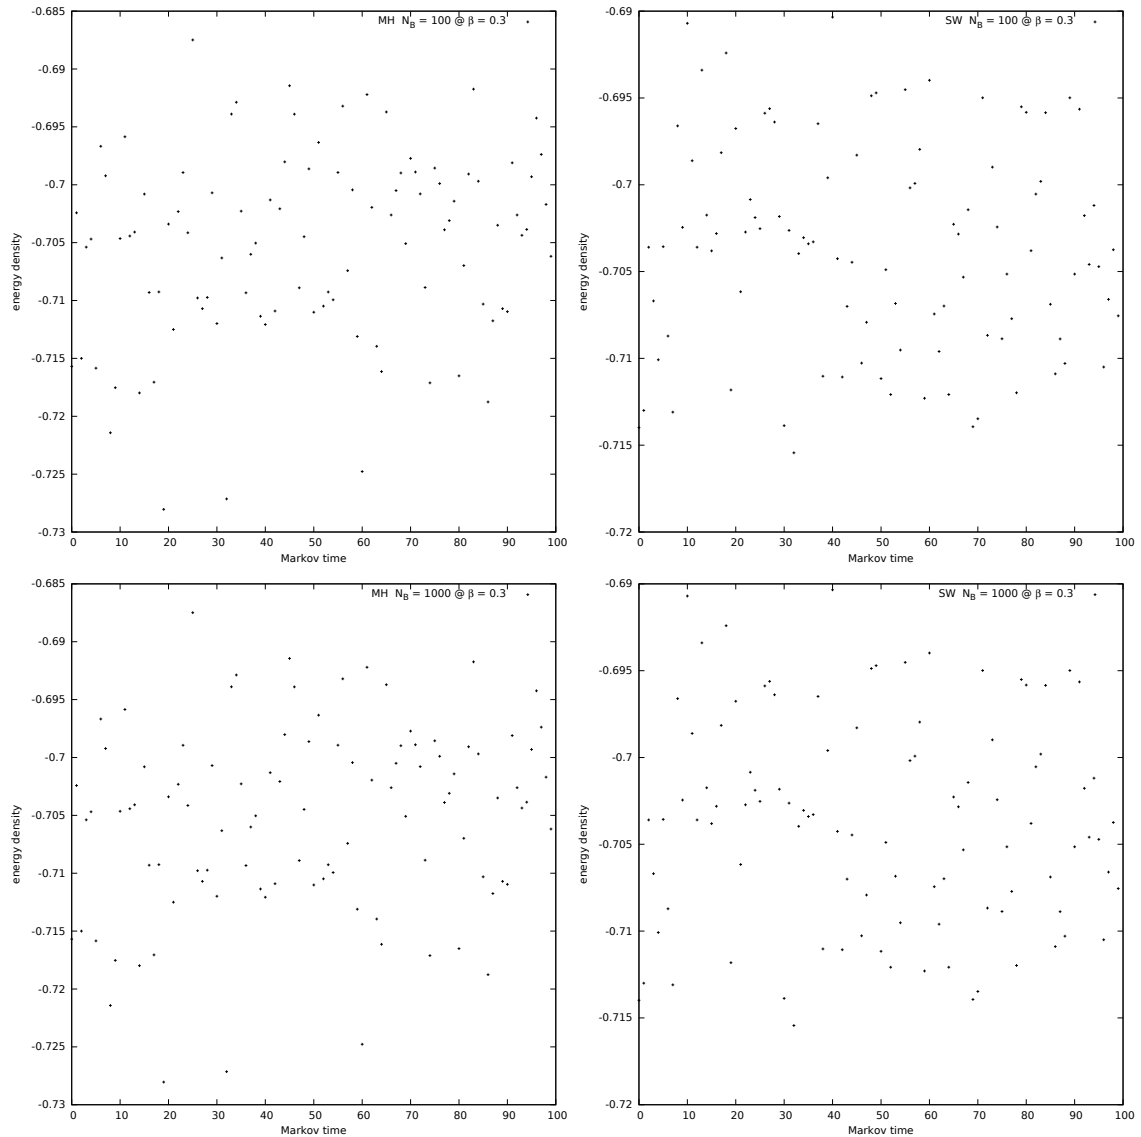 MH N_B = 100 @ β = 0.3
-0.685
-0.69
-0.695
-0.7
-0.705
-0.71
-0.715
-0.72
-0.725
-0.73
energy density
0 10 20 30 40 50 60 70 80 90 100
Markov time
SW N_B = 100 @ β = 0.3
-0.69
-0.695
-0.7
-0.705
-0.71
-0.715
-0.72
energy density
0 10 20 30 40 50 60 70 80 90 100
Markov time
MH N_B = 1000 @ β = 0.3
-0.685
-0.69
-0.695
-0.7
-0.705
-0.71
-0.715
-0.72
-0.725
-0.73
energy density
0 10 20 30 40 50 60 70 80 90 100
Markov time
SW N_B = 1000 @ β = 0.3
-0.69
-0.695
-0.7
-0.705
-0.71
-0.715
-0.72
energy density
0 10 20 30 40 50 60 70 80 90 100
Markov time